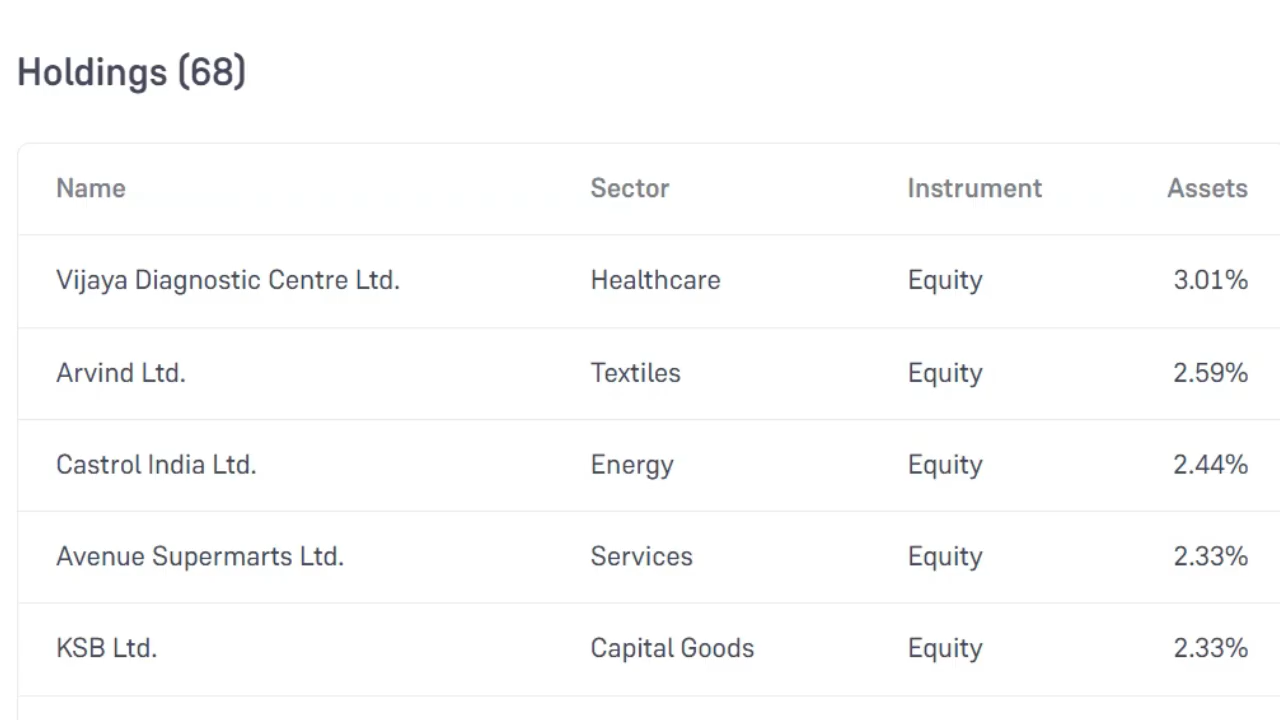 Holdings (68)
Name Sector Instrument Assets
Vijaya Diagnostic Centre Ltd. Healthcare Equity 3.01%
Arvind Ltd. Textiles Equity 2.59%
Castrol India Ltd. Energy Equity 2.44%
Avenue Supermarts Ltd. Services Equity 2.33%
KSB Ltd. Capital Goods Equity 2.33%